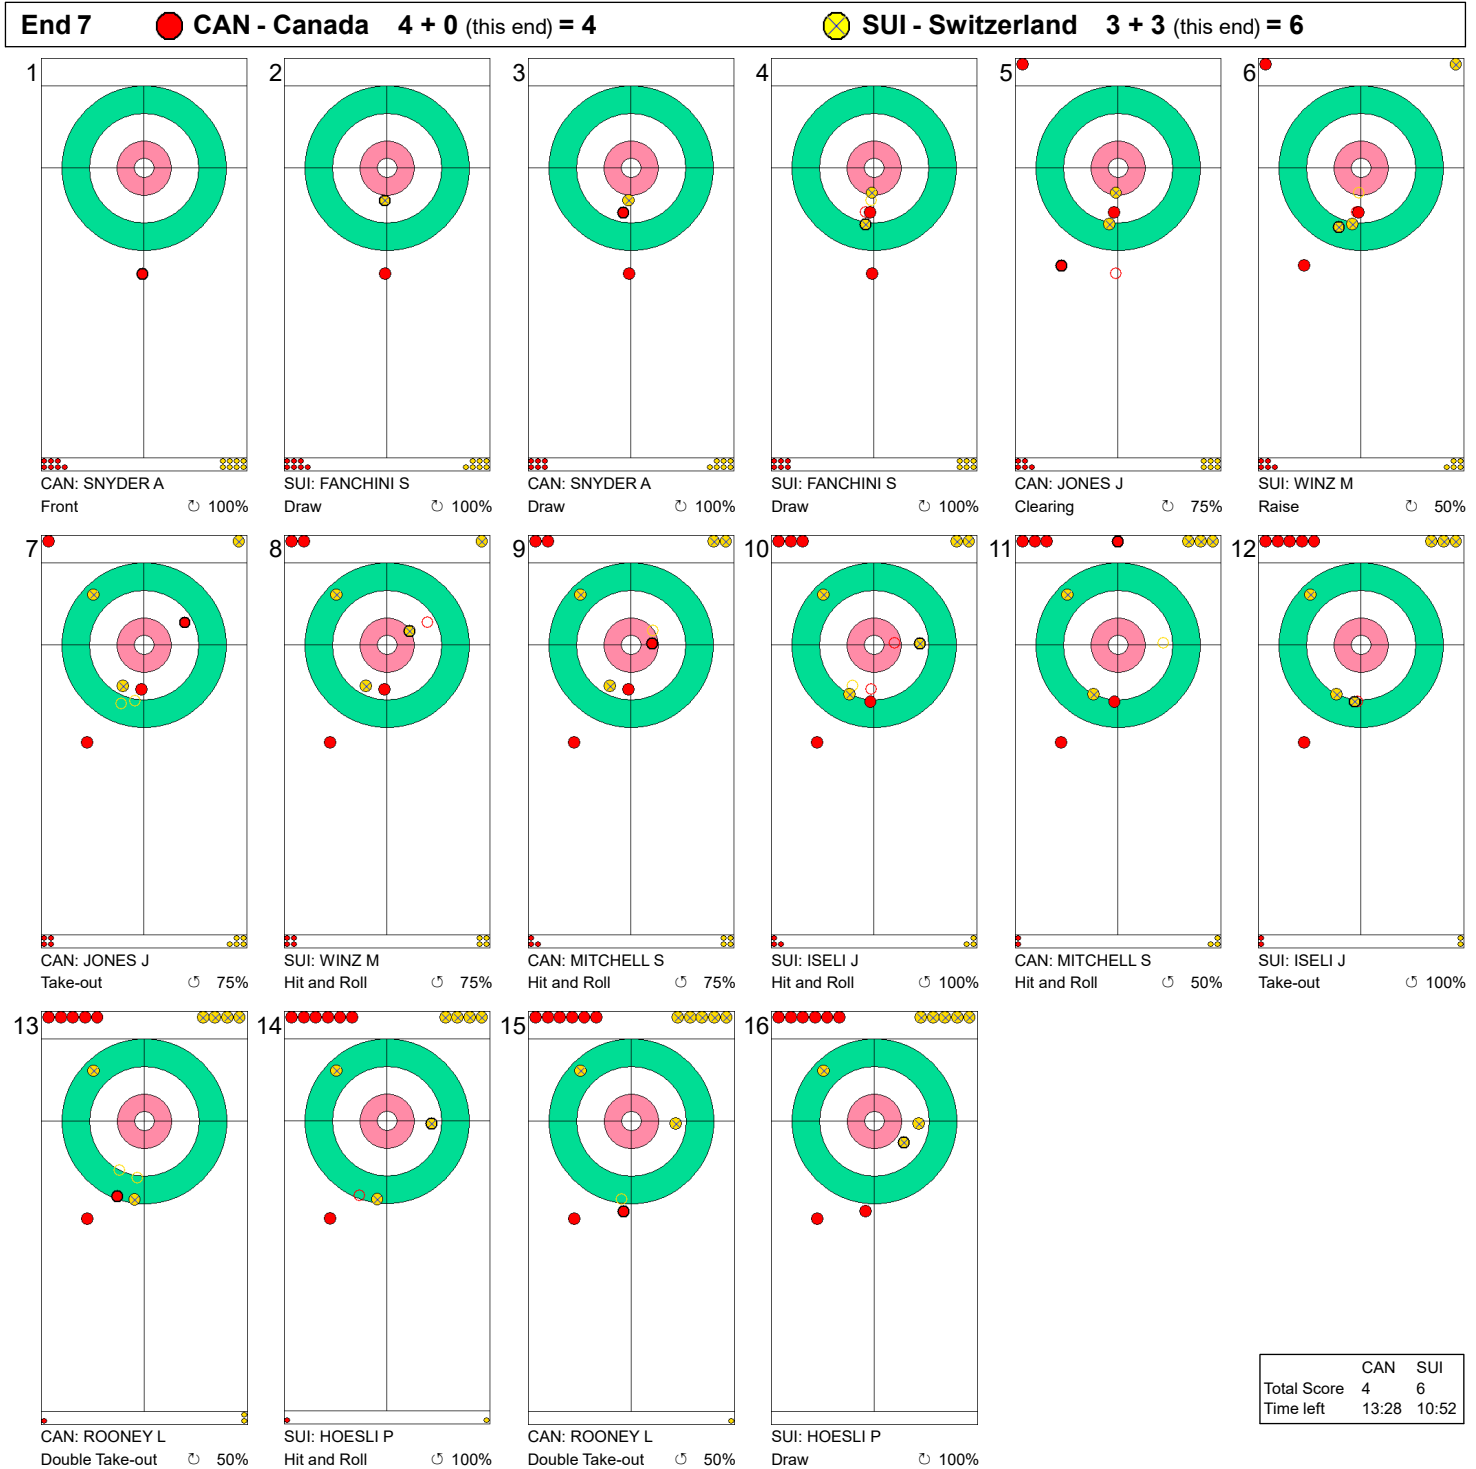 End 7 CAN - Canada 4 + 0 (this end) = 4 SUI - Switzerland 3 + 3 (this end) = 6
1 2 3 4 5 6
CAN: SNYDER A SUI: FANCHINI S CAN: SNYDER A SUI: FANCHINI S CAN: JONES J SUI: WINZ M
Front ↻ 100% Draw ↻ 100% Draw ↻ 100% Draw ↻ 100% Clearing ↻ 75% Raise ↻ 50%
7 8 9 10 11 12
CAN: JONES J SUI: WINZ M CAN: MITCHELL S SUI: ISELI J CAN: MITCHELL S SUI: ISELI J
Take-out ↺ 75% Hit and Roll ↺ 75% Hit and Roll ↺ 75% Hit and Roll ↺ 100% Hit and Roll ↺ 50% Take-out ↺ 100%
13 14 15 16
CAN SUI
Total Score 4 6
Time left 13:28 10:52
CAN: ROONEY L SUI: HOESLI P CAN: ROONEY L SUI: HOESLI P
Double Take-out ↻ 50% Hit and Roll ↺ 100% Double Take-out ↺ 50% Draw ↻ 100%